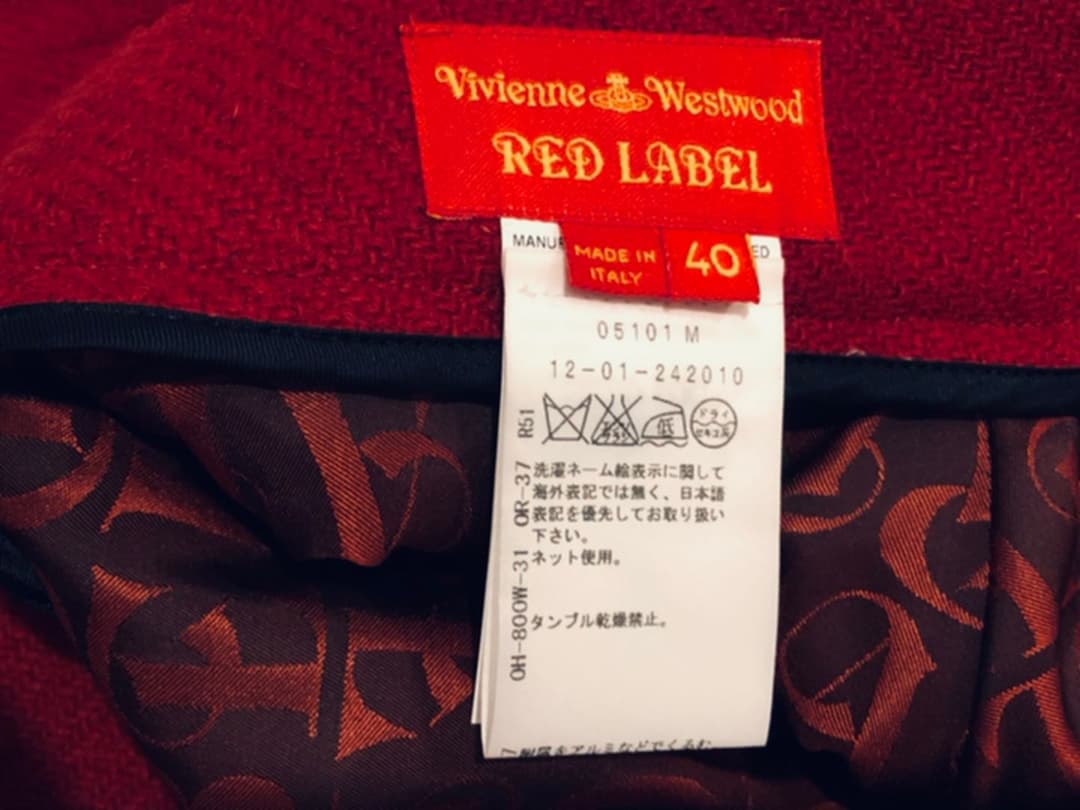 Vivienne Westwood
RED LABEL
MADE IN
ITALY
40
05101 M
12-01-242010
低
ドライ
OH-800W-31 OR-37 R51
洗濯ネーム絵表示に関して
海外表記では無く、日本語
表記を優先してお取り扱い
下さい。
ネット使用。
タンブル乾燥禁止。